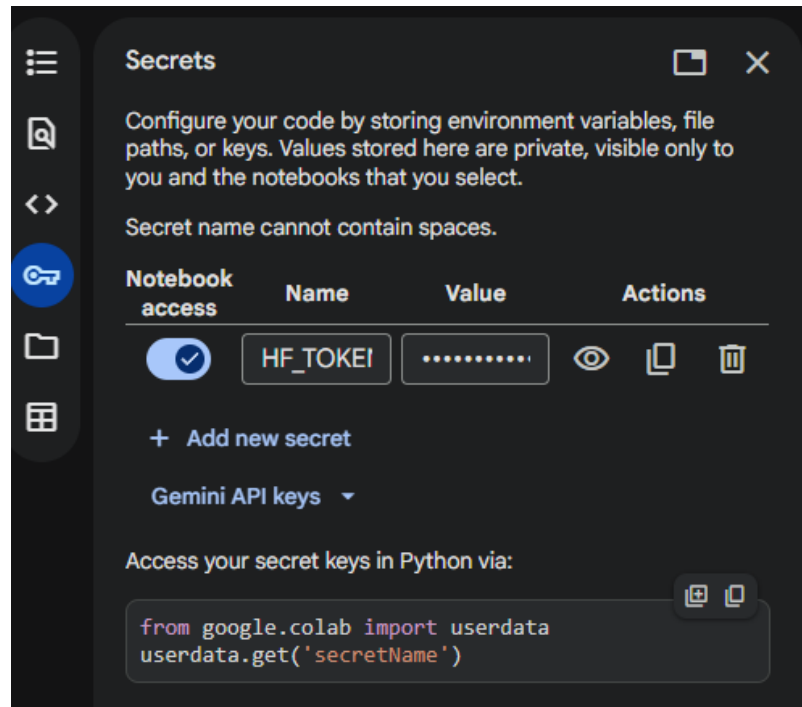 Secrets
Configure your code by storing environment variables, file
paths, or keys. Values stored here are private, visible only to
you and the notebooks that you select.
Secret name cannot contain spaces.
Notebook access Name Value Actions
HF_TOKEN ••••••••••••
+ Add new secret
Gemini API keys
Access your secret keys in Python via:
from google.colab import userdata
userdata.get('secretName')